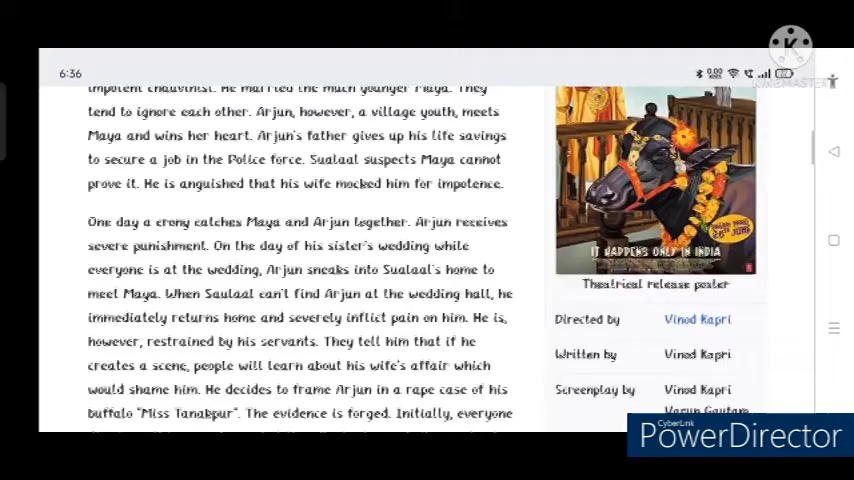 6:36
KINEMASTER
impotent chauvinist. He married the much younger Maya. They
tend to ignore each other. Arjun, however, a village youth, meets
Maya and wins her heart. Arjun's father gives up his life savings
to secure a job in the Police force. Sualaal suspects Maya cannot
prove it. He is anguished that his wife mocked him for impotence.
One day a crony catches Maya and Arjun together. Arjun receives
severe punishment. On the day of his sister's wedding while
everyone is at the wedding, Arjun sneaks into Sualaal's home to
meet Maya. When Saulaal can't find Arjun at the wedding hall, he
immediately returns home and severely inflict pain on him. He is,
however, restrained by his servants. They tell him that if he
creates a scene, people will learn about his wife's affair which
would shame him. He decides to frame Arjun in a rape case of his
buffalo "Miss Tanakpur". The evidence is forged. Initially, everyone
26th JUNE
IT HAPPENS ONLY IN INDIA
Theatrical release poster
Directed by Vinod Kapri
Written by Vinod Kapri
Screenplay by Vinod Kapri
Varun Gautam
CyberLink
PowerDirector